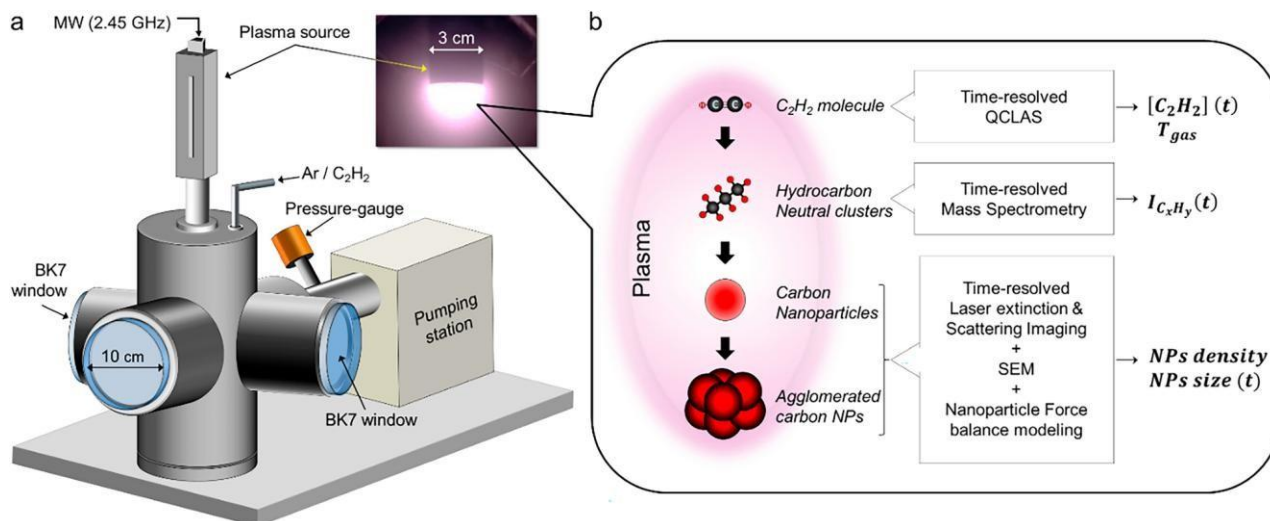 a
MW (2.45 GHz)
Plasma source
3 cm
Ar / C₂H₂
Pressure-gauge
BK7
window
10 cm
Pumping
station
BK7 window
b
Plasma
C C
C₂H₂ molecule
Time-resolved
QCLAS
[C₂H₂] (t)
T_gas
Hydrocarbon
Neutral clusters
Time-resolved
Mass Spectrometry
I_CxHy(t)
Carbon
Nanoparticles
Agglomerated
carbon NPs
Time-resolved
Laser extinction &
Scattering Imaging
+
SEM
+
Nanoparticle Force
balance modeling
NPs density
NPs size (t)